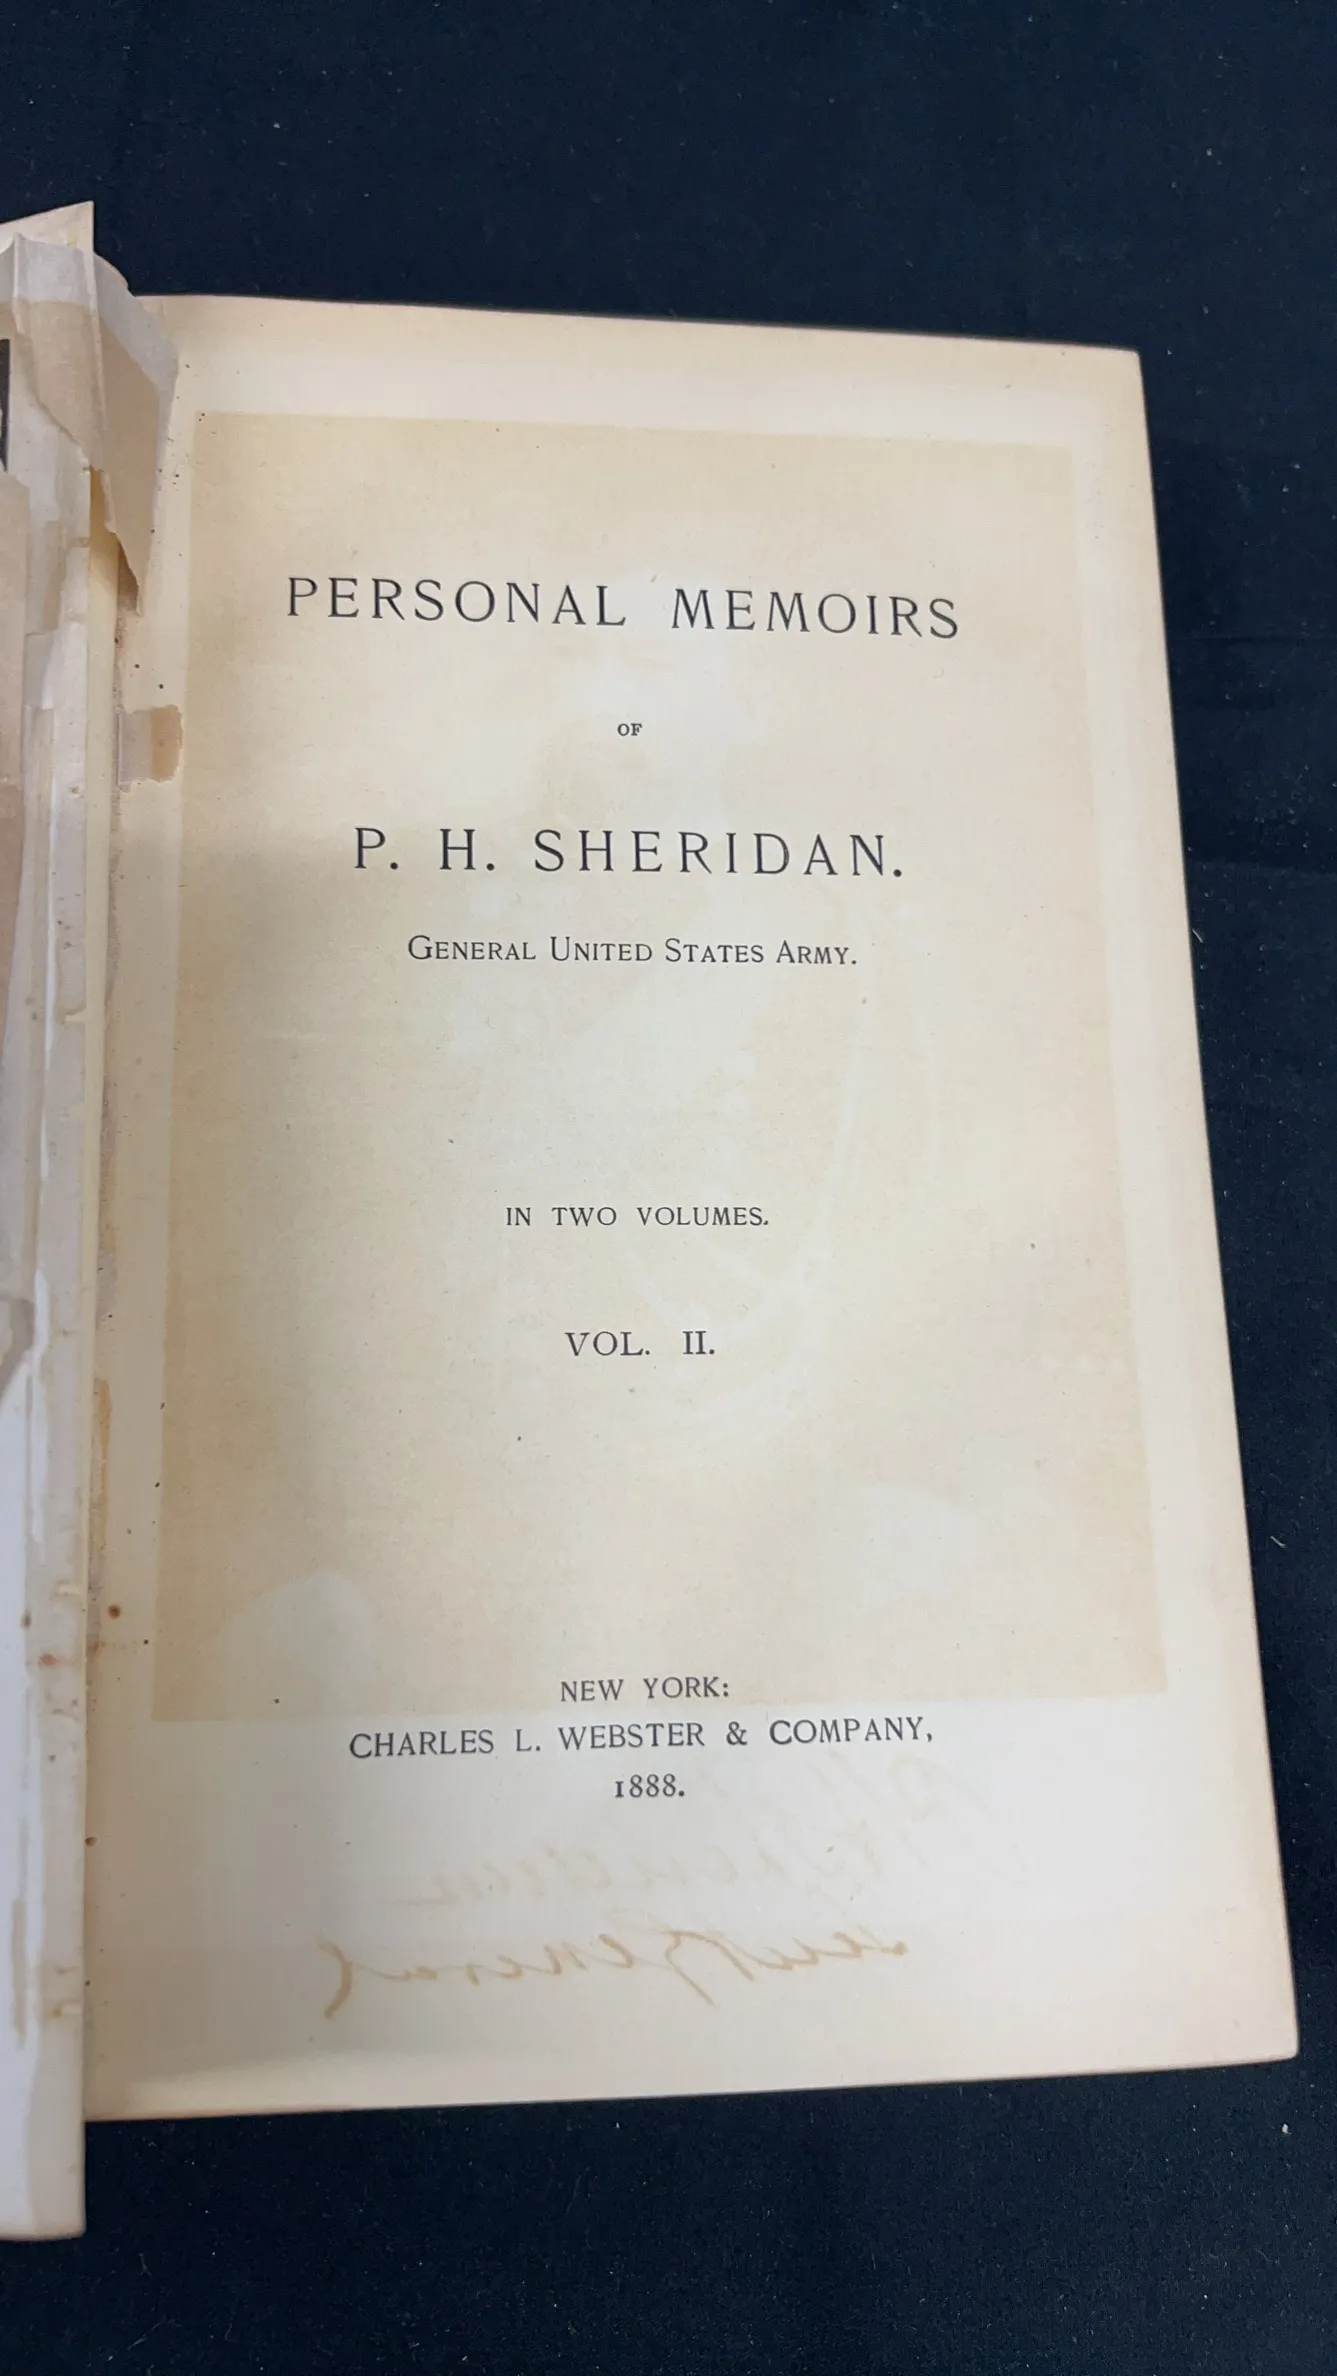 PERSONAL MEMOIRS
OF
P. H. SHERIDAN.
GENERAL UNITED STATES ARMY.
IN TWO VOLUMES.
VOL. II.
NEW YORK:
CHARLES L. WEBSTER & COMPANY,
1888.